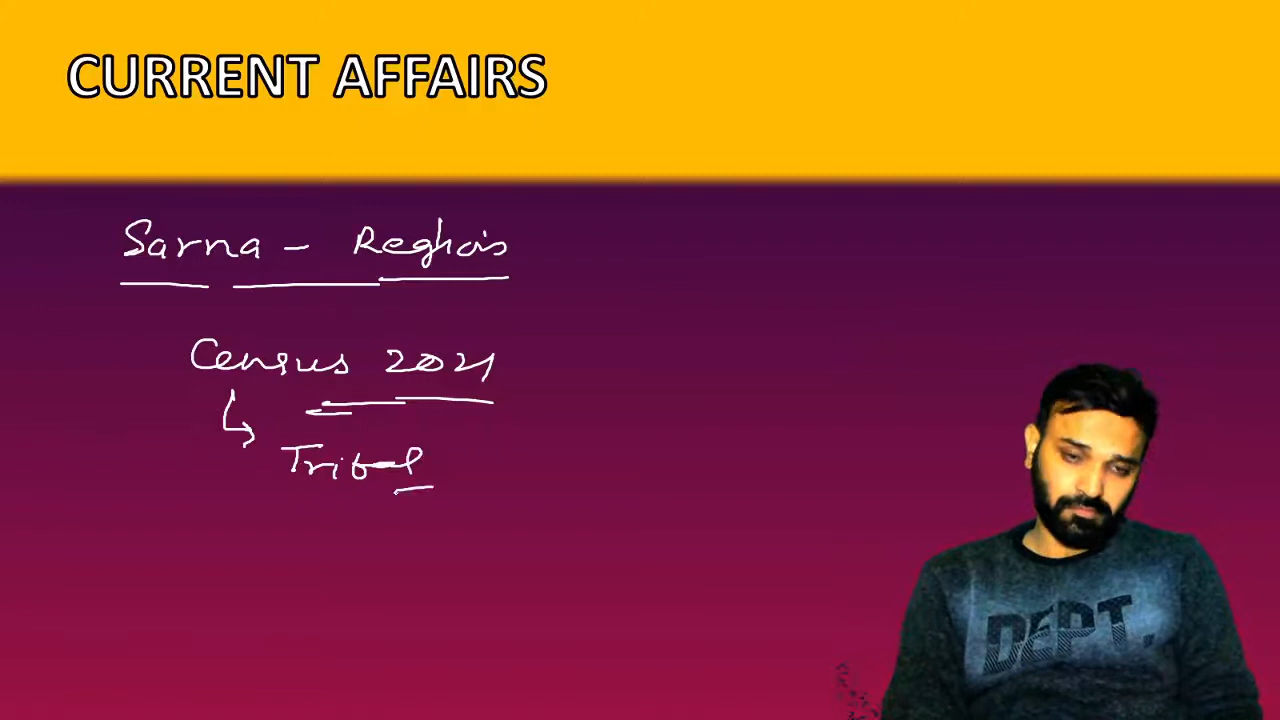 CURRENT AFFAIRS
Sarna - Reghois
Census 2021
Tribal
DEPT.